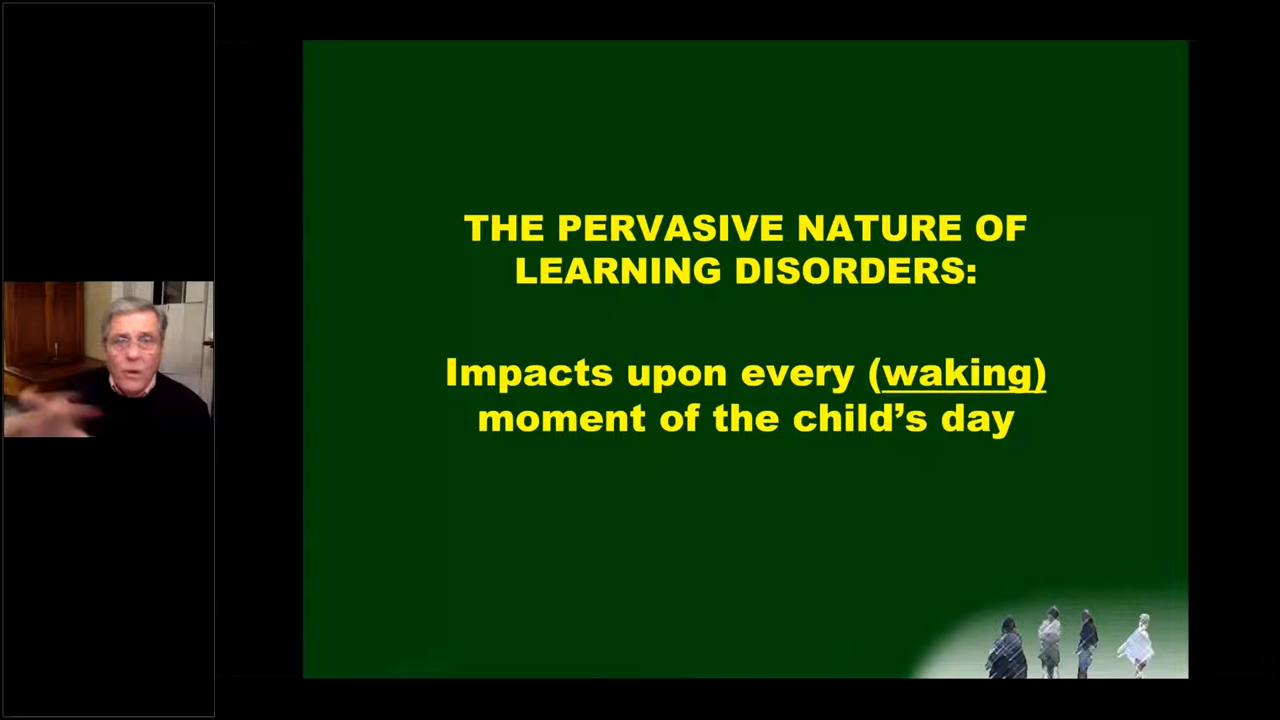 THE PERVASIVE NATURE OF
LEARNING DISORDERS:
Impacts upon every (waking)
moment of the child’s day